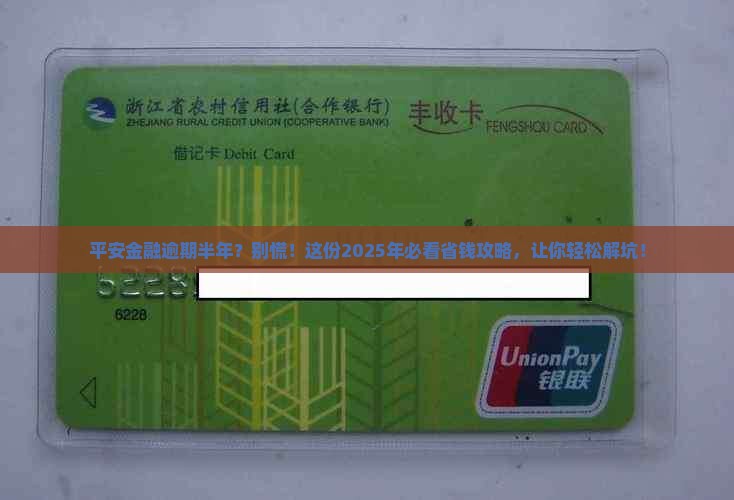 浙江省农村信用社(合作银行)
ZHEJIANG RURAL CREDIT UNION (COOPERATIVE BANK)
丰收卡
FENGSHOU CARD
借记卡 Debit Card
平安金融逾期半年？别慌！这份2025年必看省钱攻略，让你轻松解坑！
6228
6228
UnionPay
银联